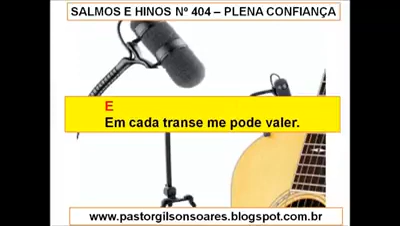 SALMOS E HINOS Nº 404 – PLENA CONFIANÇA
E
Em cada transe me pode valer.
www.pastorgilsonsoares.blogspot.com.br